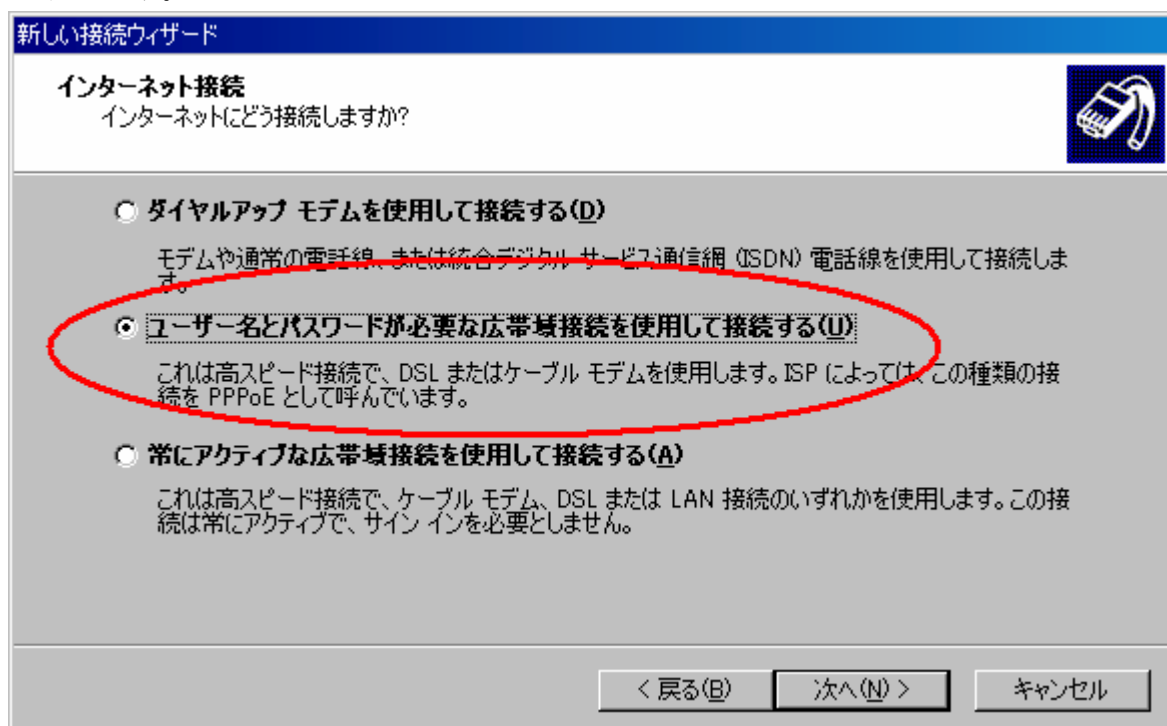 新しい接続ウィザード
インターネット接続
インターネットにどう接続しますか?
ダイヤルアップ モデムを使用して接続する(D)
モデムや通常の電話線、または統合デジタル サービス通信網 (ISDN) 電話線を使用して接続しま
す。
ユーザー名とパスワードが必要な広帯域接続を使用して接続する(U)
これは高スピード接続で、DSL またはケーブル モデムを使用します。ISP によっては、この種類の接
続を PPPoE として呼んでいます。
常にアクティブな広帯域接続を使用して接続する(A)
これは高スピード接続で、ケーブル モデム、DSL または LAN 接続のいずれかを使用します。この接
続は常にアクティブで、サイン インを必要としません。
< 戻る(B) 次へ(N) > キャンセル